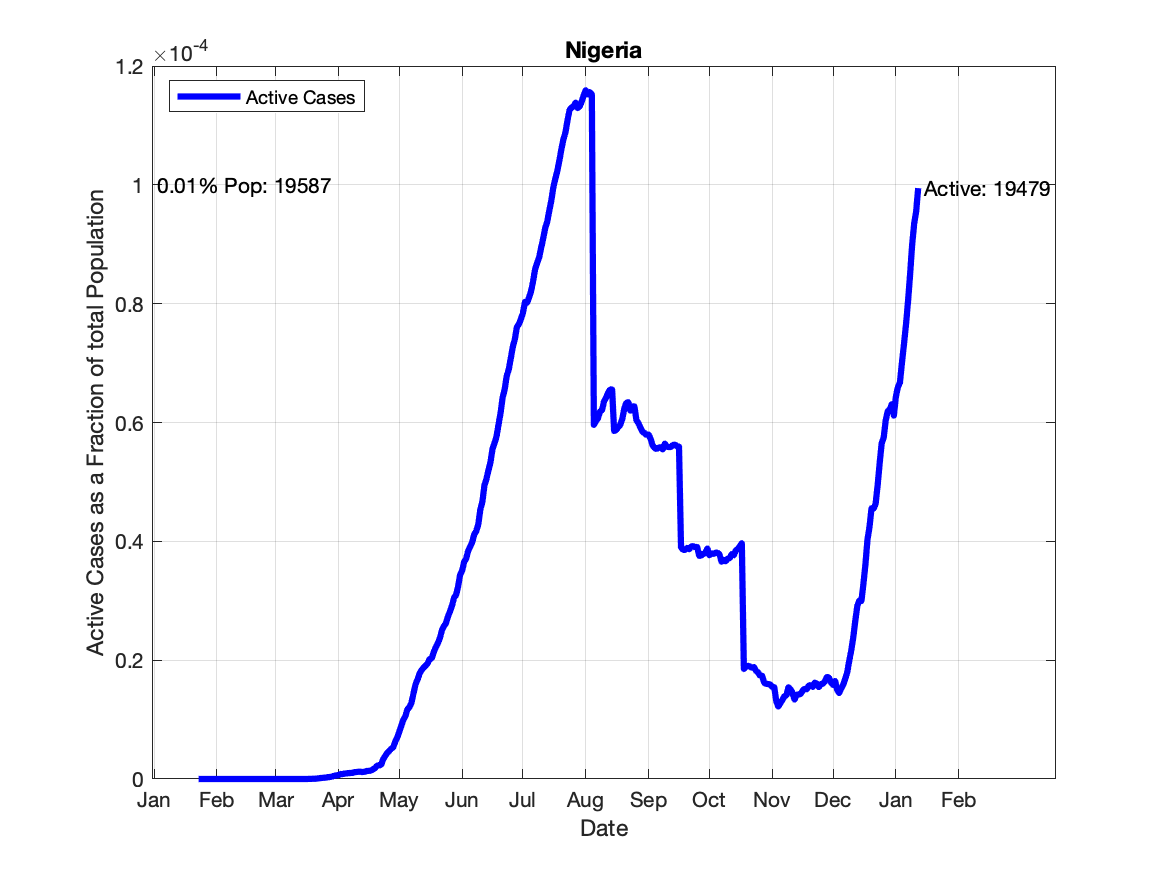 Nigeria
×10-4
1.2
Active Cases
1
0.01% Pop: 19587
Active: 19479
0.8
0.6
0.4
0.2
0
Active Cases as a Fraction of total Population
Jan Feb Mar Apr May Jun Jul Aug Sep Oct Nov Dec Jan Feb
Date